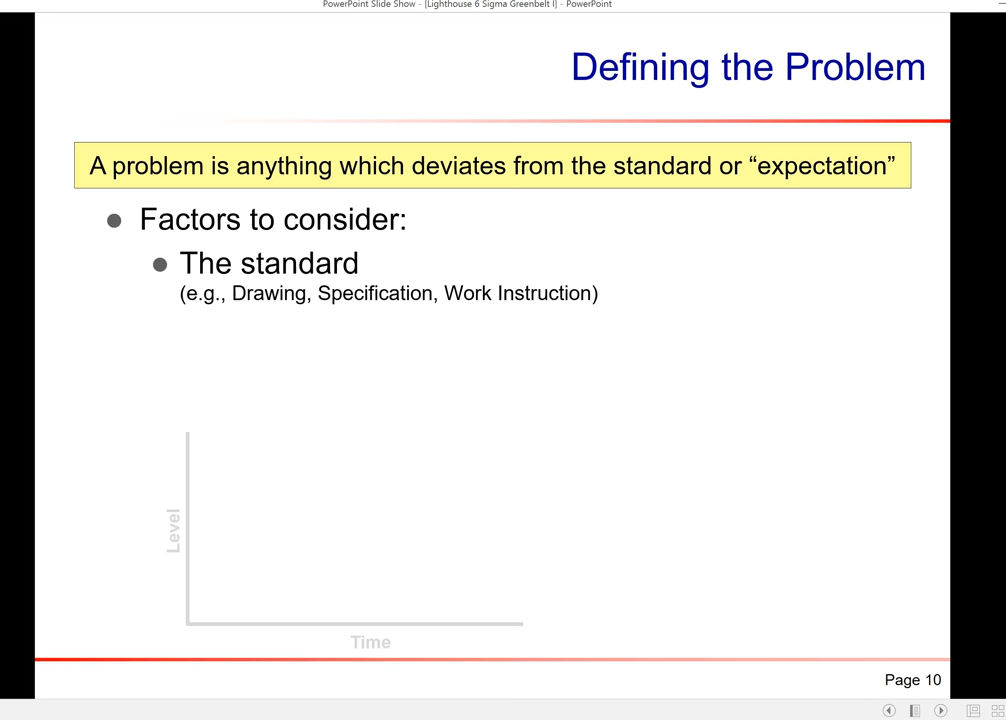 PowerPoint Slide Show - [Lighthouse 6 Sigma Greenbelt I] - PowerPoint
Defining the Problem
A problem is anything which deviates from the standard or “expectation”
Factors to consider:
The standard
(e.g., Drawing, Specification, Work Instruction)
Level
Time
Page 10